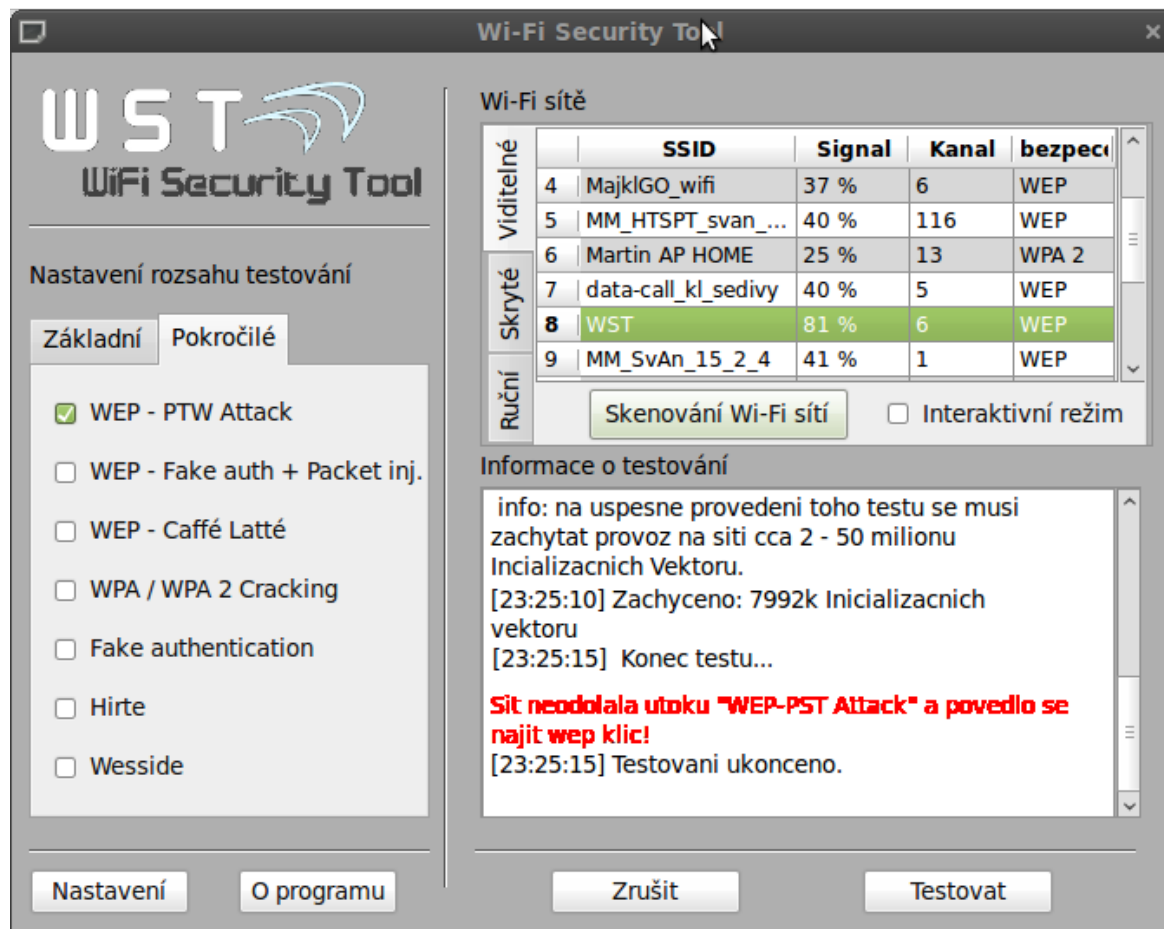 Wi-Fi Security Tool
W S T
WiFi Security Tool
Nastavení rozsahu testování
Základní
Pokročilé
WEP - PTW Attack
WEP - Fake auth + Packet inj.
WEP - Caffé Latté
WPA / WPA 2 Cracking
Fake authentication
Hirte
Wesside
Nastavení
O programu
Wi-Fi sítě
Viditelné
Skryté
Ruční
SSID Signal Kanal bezpec
4 MajklGO_wifi 37 % 6 WEP
5 MM_HTSPT_svan_... 40 % 116 WEP
6 Martin AP HOME 25 % 13 WPA 2
7 data-call_kl_sedivy 40 % 5 WEP
8 WST 81 % 6 WEP
9 MM_SvAn_15_2_4 41 % 1 WEP
Skenování Wi-Fi sítí
Interaktivní režim
Informace o testování
info: na uspesne provedeni toho testu se musi
zachytat provoz na siti cca 2 - 50 milionu
Incializacnich Vektoru.
[23:25:10] Zachyceno: 7992k Inicializacnich
vektoru
[23:25:15] Konec testu...
Sit neodolala utoku "WEP-PST Attack" a povedlo se
najit wep klic!
[23:25:15] Testovani ukonceno.
Zrušit
Testovat